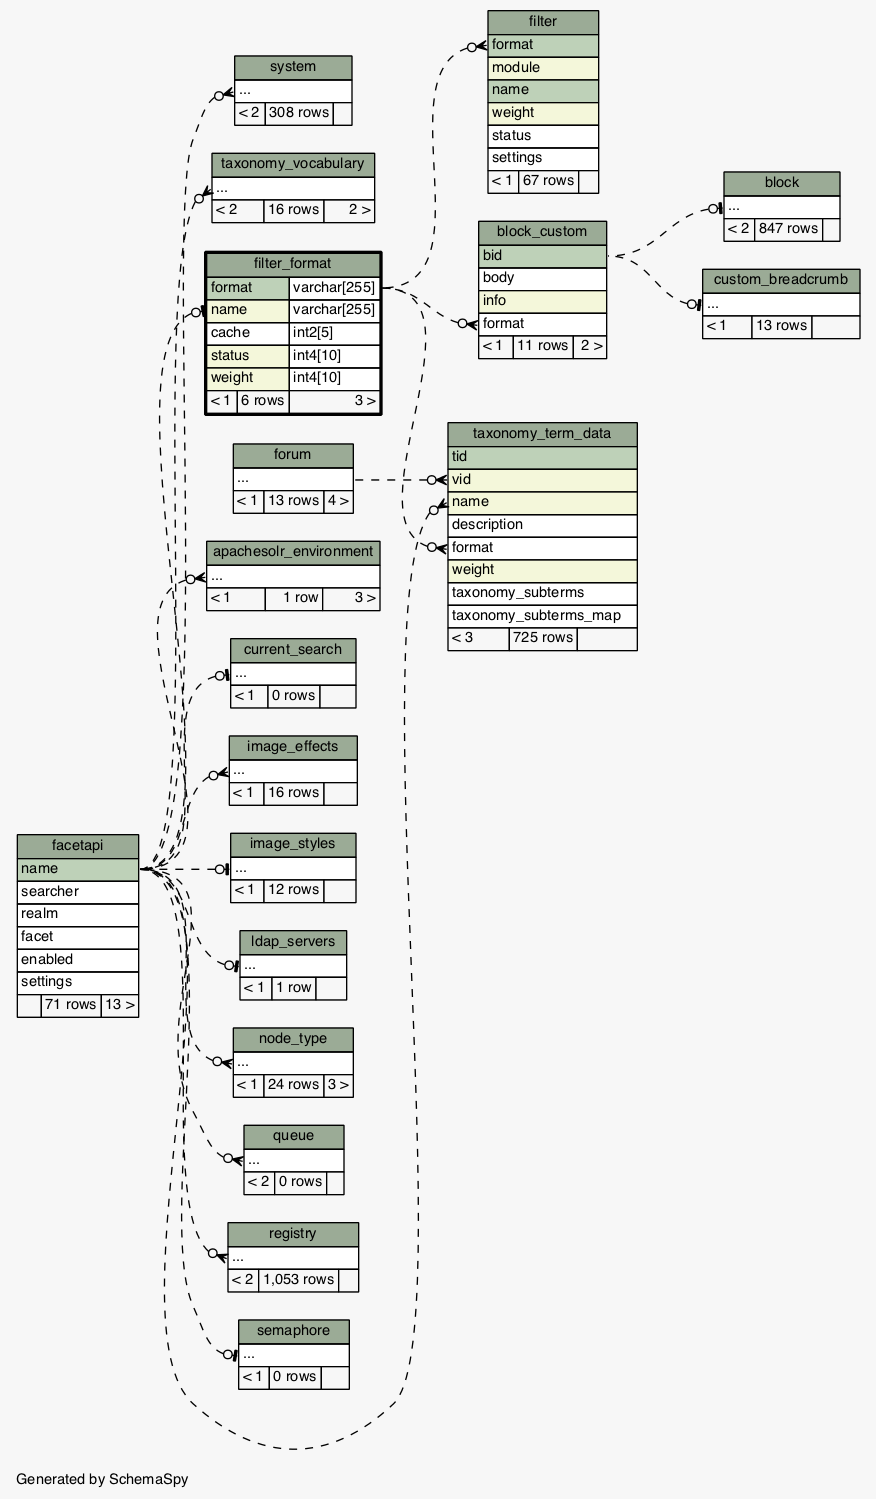 filter
format
module
name
weight
status
settings
< 1 67 rows
system
...
< 2 308 rows
taxonomy_vocabulary
...
< 2 16 rows 2 >
block
...
< 2 847 rows
block_custom
bid
body
info
format
< 1 11 rows 2 >
filter_format
format varchar[255]
name varchar[255]
cache int2[5]
status int4[10]
weight int4[10]
< 1 6 rows 3 >
custom_breadcrumb
...
< 1 13 rows
taxonomy_term_data
tid
vid
name
description
format
weight
taxonomy_subterms
taxonomy_subterms_map
< 3 725 rows
forum
...
< 1 13 rows 4 >
apachesolr_environment
...
< 1 1 row 3 >
current_search
...
< 1 0 rows
image_effects
...
< 1 16 rows
facetapi
name
searcher
realm
facet
enabled
settings
71 rows 13 >
image_styles
...
< 1 12 rows
ldap_servers
...
< 1 1 row
node_type
...
< 1 24 rows 3 >
queue
...
< 2 0 rows
registry
...
< 2 1,053 rows
semaphore
...
< 1 0 rows
Generated by SchemaSpy